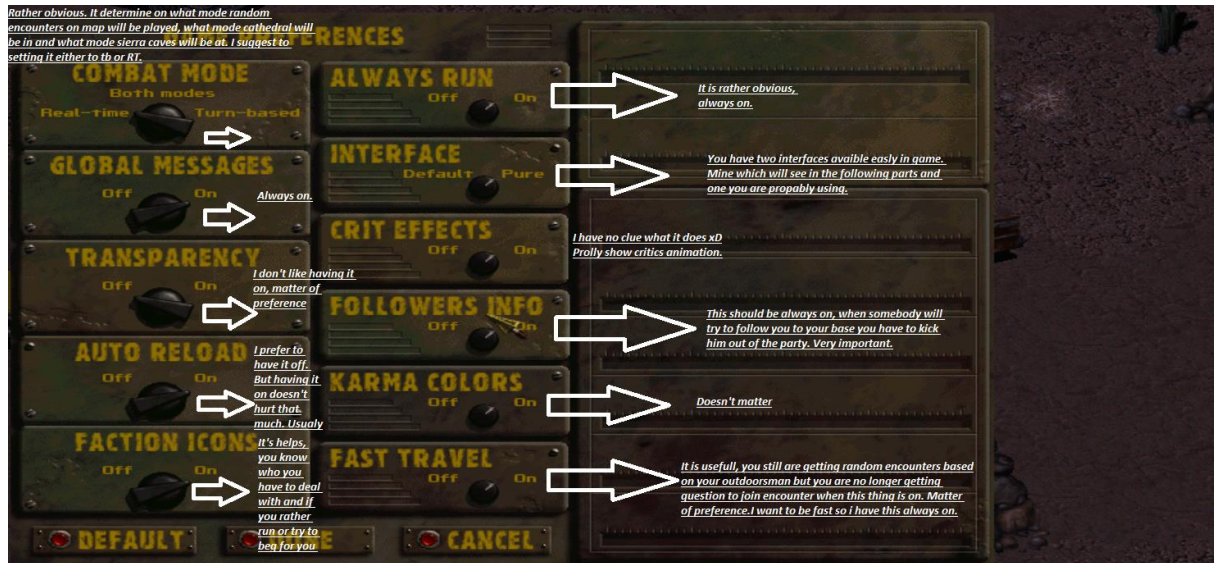 Rather obvious. It determine on what mode random
encounters on map will be played, what mode cathedral will
be in and what mode sierra caves will be at. I suggest to
setting it either to tb or RT.
PREFERENCES
COMBAT MODE
Both modes
Real-time
Turn-based
GLOBAL MESSAGES
Off
On
Always on.
TRANSPARENCY
Off
On
I don't like having it
on, matter of
preference
AUTO RELOAD
Off
On
I prefer to
have it off.
But having it
on doesn't
hurt that
much. Usualy
FACTION ICONS
Off
On
It's helps,
you know
who you
have to deal
with and if
you rather
run or try to
beg for you
DEFAULT
CANCEL
ALWAYS RUN
Off
On
It is rather obvious,
always on.
INTERFACE
Default
Pure
You have two interfaces avaible easly in game.
Mine which will see in the following parts and
one you are propably using.
CRIT EFFECTS
Off
On
I have no clue what it does xD
Prolly show critics animation.
FOLLOWERS INFO
Off
On
This should be always on, when somebody will
try to follow you to your base you have to kick
him out of the party. Very important.
KARMA COLORS
Off
On
Doesn't matter
FAST TRAVEL
Off
On
It is usefull, you still are getting random encounters based
on your outdoorsman but you are no longer getting
question to join encounter when this thing is on. Matter
of preference.I want to be fast so i have this always on.